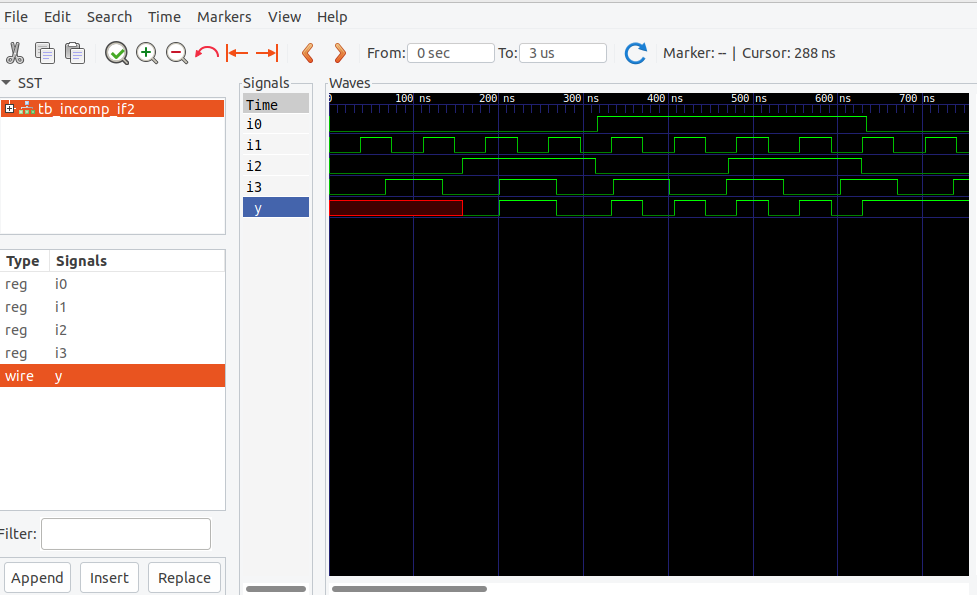 File Edit Search Time Markers View Help
From: 0 sec To: 3 us Marker: -- | Cursor: 288 ns
SST
tb_incomp_if2
Type Signals
reg i0
reg i1
reg i2
reg i3
wire y
Filter:
Append Insert Replace
Signals
Time
i0
i1
i2
i3
y
Waves
0 100 ns 200 ns 300 ns 400 ns 500 ns 600 ns 700 ns